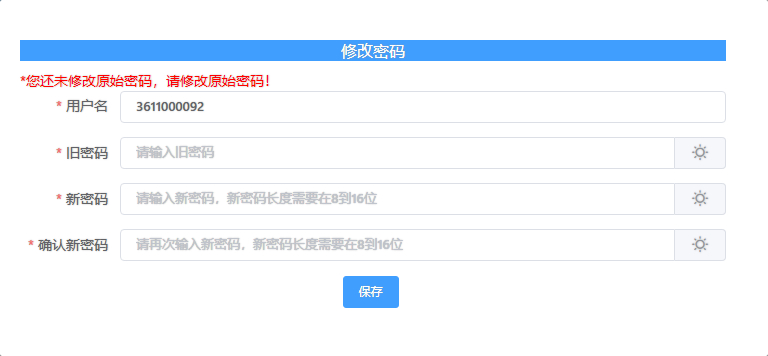 修改密码
*您还未修改原始密码，请修改原始密码！
* 用户名 3611000092
* 旧密码 请输入旧密码
* 新密码 请输入新密码，新密码长度需要在8到16位
* 确认新密码 请再次输入新密码，新密码长度需要在8到16位
保存